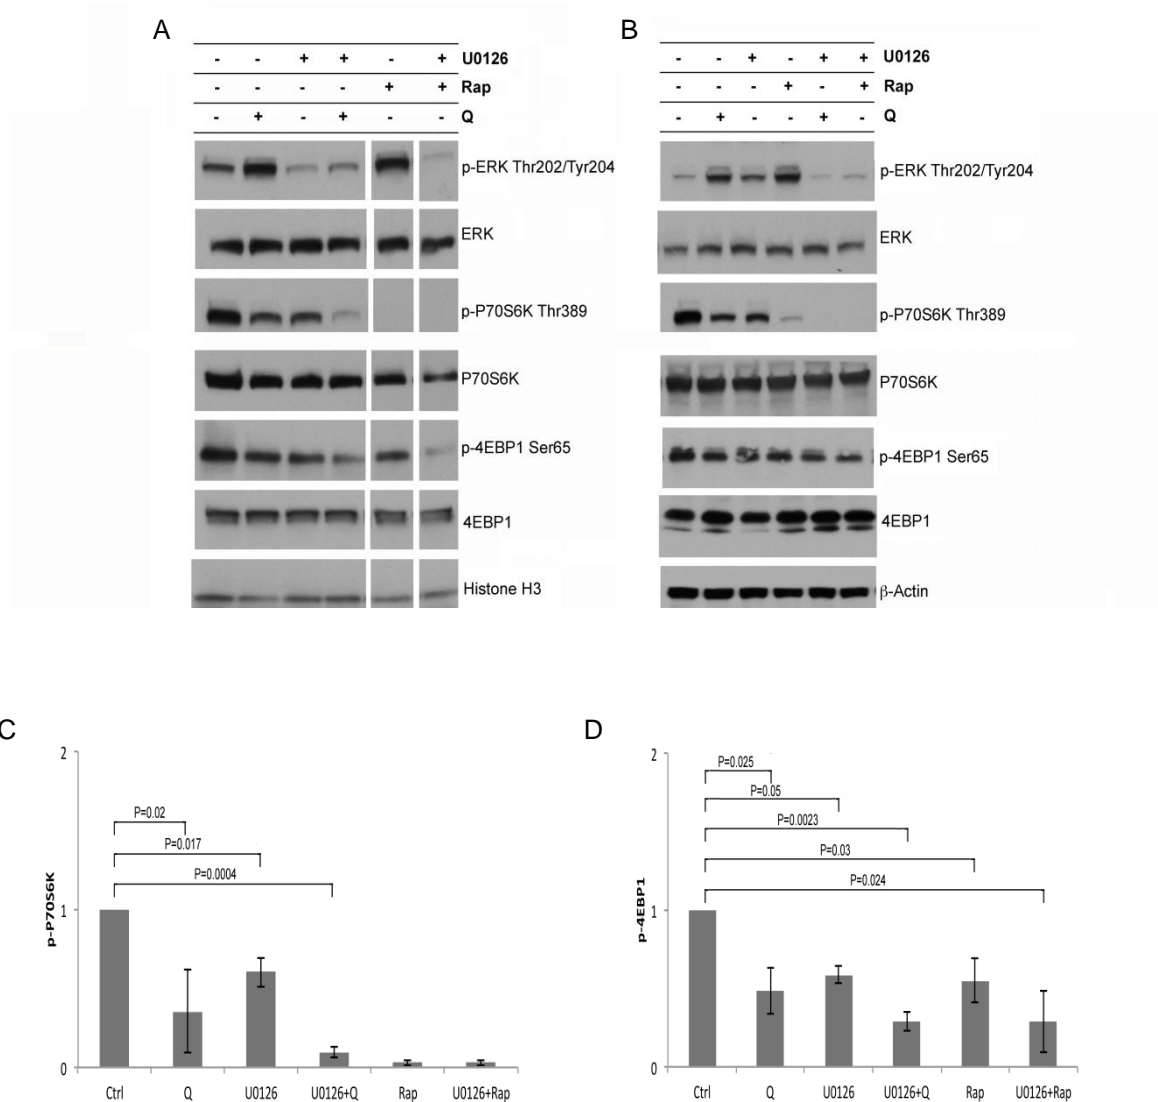 A
- - + + - + U0126
- - - - + + Rap
- + - + - - Q
p-ERK Thr202/Tyr204
ERK
p-P70S6K Thr389
P70S6K
p-4EBP1 Ser65
4EBP1
Histone H3
B
- - + - + + U0126
- - - + - + Rap
- + - - + - Q
p-ERK Thr202/Tyr204
ERK
p-P70S6K Thr389
P70S6K
p-4EBP1 Ser65
4EBP1
β-Actin
C
2
P=0.02
P=0.017
P=0.0004
1
p-P70S6K
0
Ctrl Q U0126 U0126+Q Rap U0126+Rap
D
2
P=0.025
P=0.05
P=0.0023
P=0.03
P=0.024
1
p-4EBP1
0
Ctrl Q U0126 U0126+Q Rap U0126+Rap